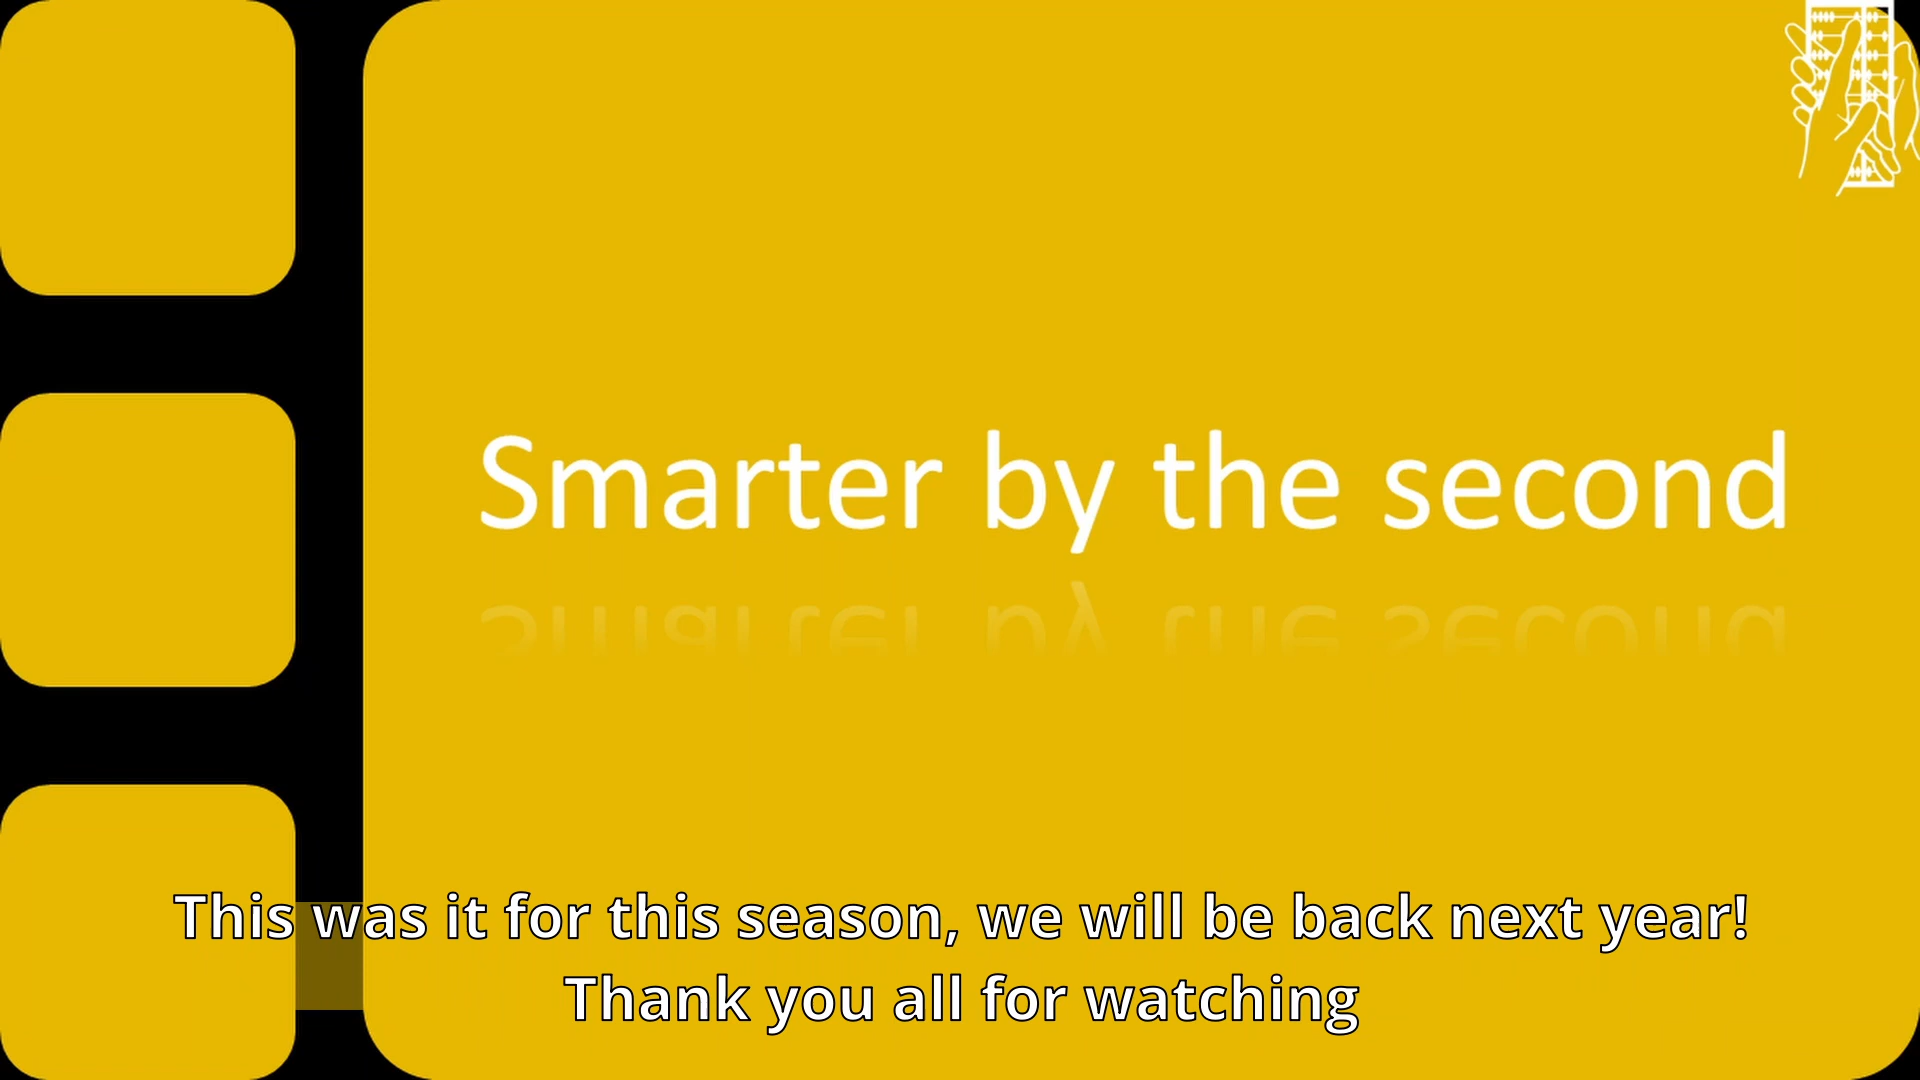 Smarter by the second
This was it for this season, we will be back next year!
Thank you all for watching